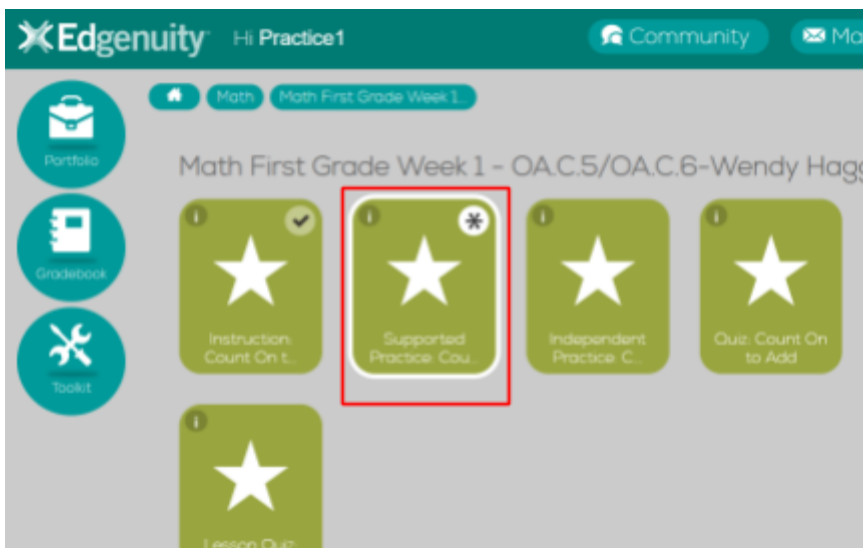 Edgenuity Hi Practice1 Community Ma
Math Math First Grade Week 1...
Portfolio
Math First Grade Week 1 - OA.C.5/OA.C.6-Wendy Hagg
Gradebook
Toolkit
Instruction:
Count On t...
Supported
Practice: Cou...
Independent
Practice: C...
Quiz: Count On
to Add
Lesson Quiz: